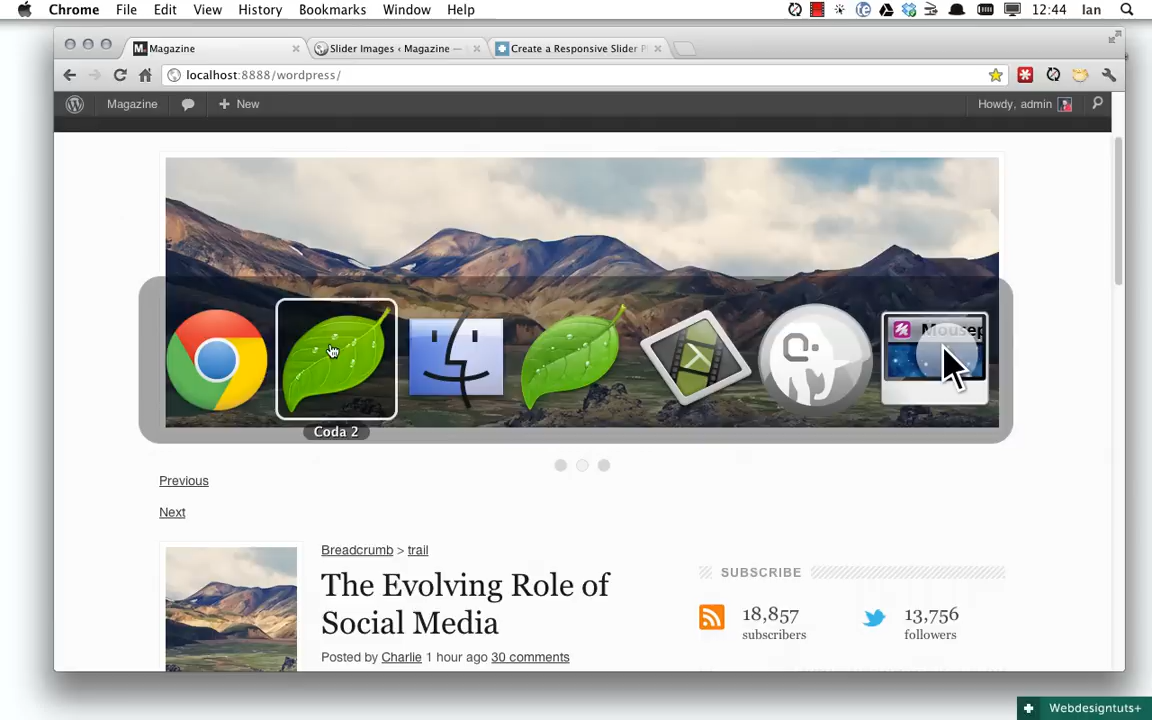 Chrome File Edit View History Bookmarks Window Help 12:44 Ian
M. Magazine Slider Images ‹ Magazine — Create a Responsive Slider P
localhost:8888/wordpress/
Magazine New Howdy, admin
Mousep
Coda 2
Previous
Next
Breadcrumb > trail
The Evolving Role of
Social Media
Posted by Charlie 1 hour ago 30 comments
SUBSCRIBE
18,857
subscribers
13,756
followers
Webdesigntuts+